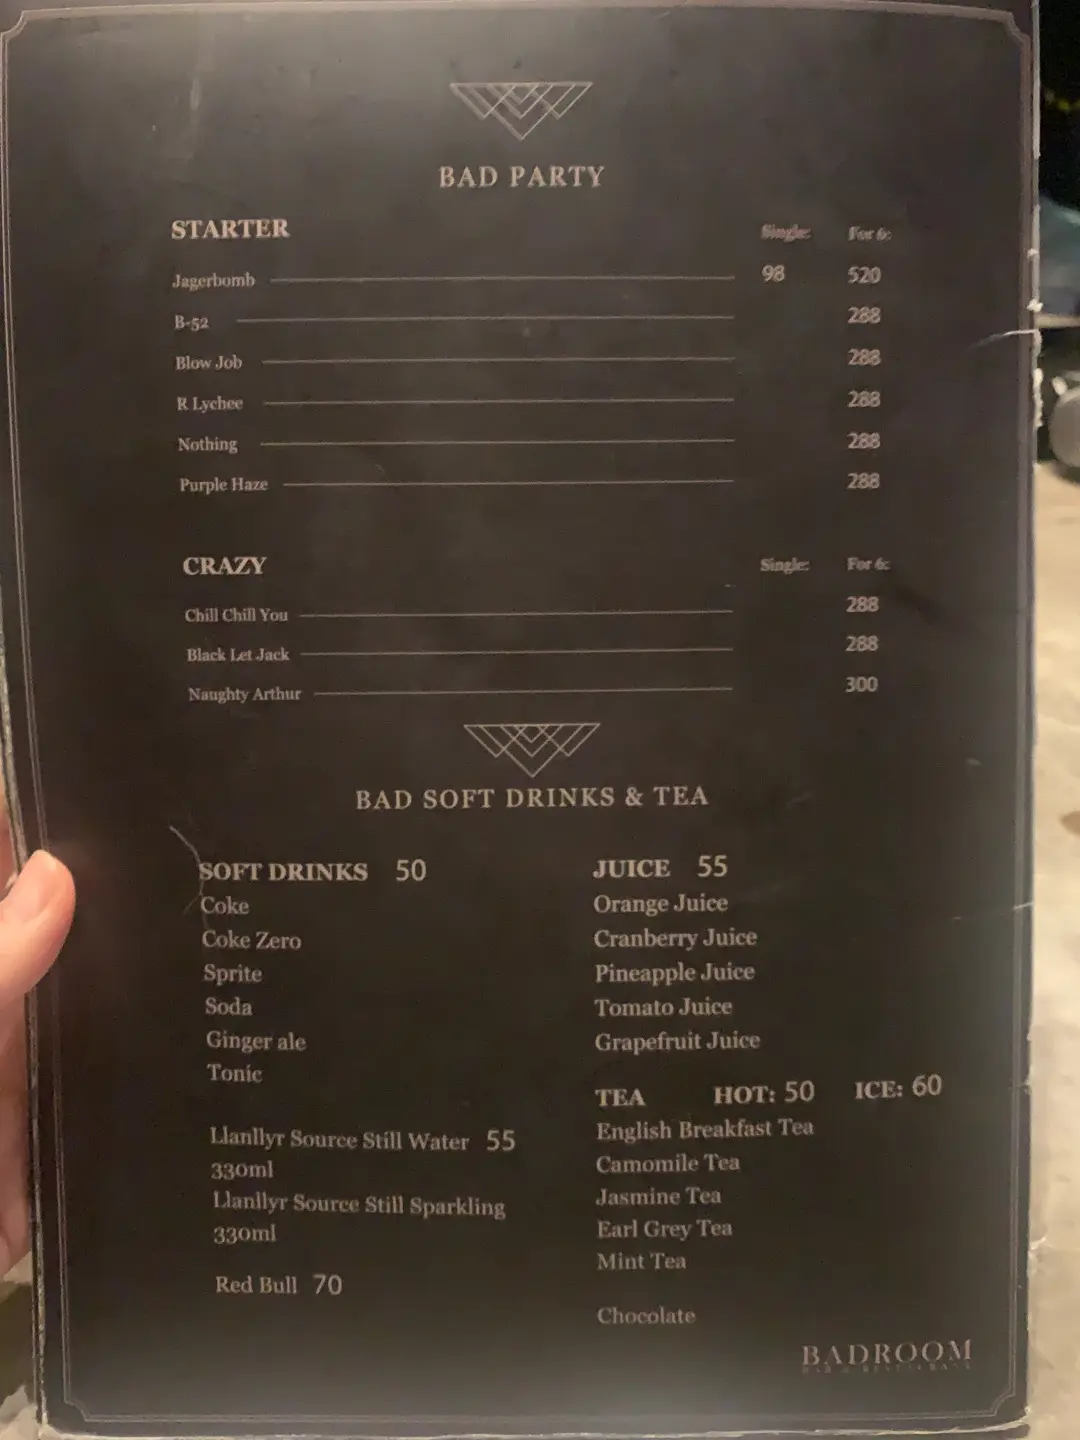 BAD PARTY
STARTER Single: For 6:
Jagerbomb 98 520
B-52 288
Blow Job 288
R Lychee 288
Nothing 288
Purple Haze 288
CRAZY Single: For 6:
Chill Chill You 288
Black Let Jack 288
Naughty Arthur 300
BAD SOFT DRINKS & TEA
SOFT DRINKS 50
Coke
Coke Zero
Sprite
Soda
Ginger ale
Tonic
Llanllyr Source Still Water 55
330ml
Llanllyr Source Still Sparkling
330ml
Red Bull 70
JUICE 55
Orange Juice
Cranberry Juice
Pineapple Juice
Tomato Juice
Grapefruit Juice
TEA HOT: 50 ICE: 60
English Breakfast Tea
Camomile Tea
Jasmine Tea
Earl Grey Tea
Mint Tea
Chocolate
BADROOM